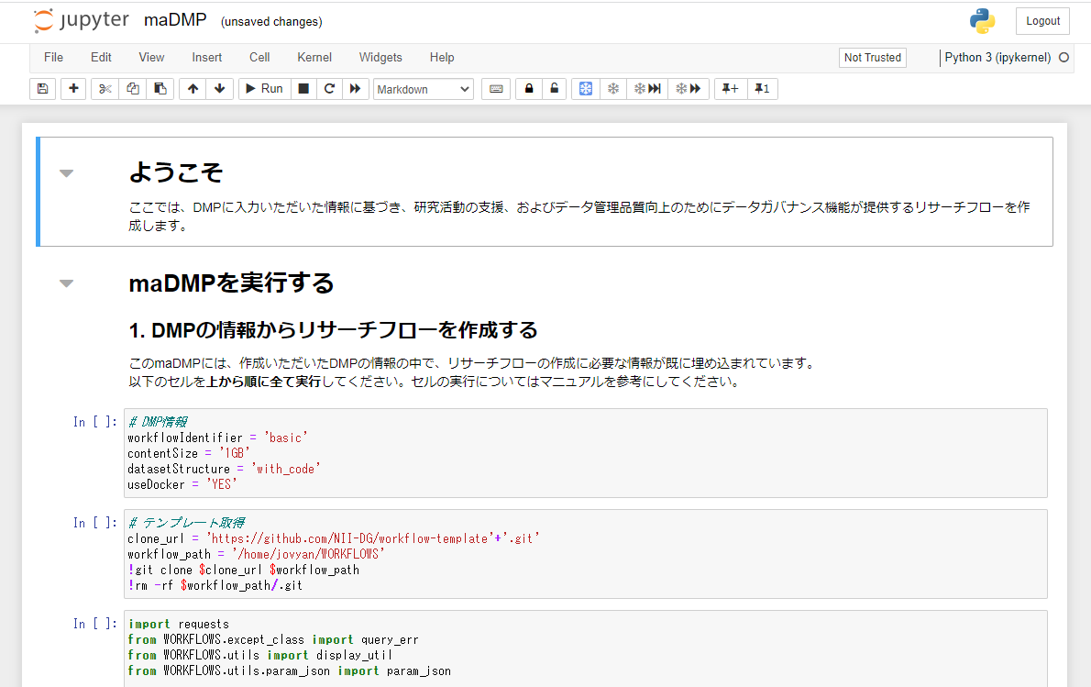 jupyter maDMP (unsaved changes) Logout
File Edit View Insert Cell Kernel Widgets Help Not Trusted Python 3 (ipykernel)
Run Markdown
ようこそ
ここでは、DMPに入力いただいた情報に基づき、研究活動の支援、およびデータ管理品質向上のためにデータガバナンス機能が提供するリサーチフローを作
成します。
maDMPを実行する
1. DMPの情報からリサーチフローを作成する
このmaDMPには、作成いただいたDMPの情報の中で、リサーチフローの作成に必要な情報が既に埋め込まれています。
以下のセルを上から順に全て実行してください。セルの実行についてはマニュアルを参考にしてください。
In [ ]: # DMP情報
workflowIdentifier = 'basic'
contentSize = '1GB'
datasetStructure = 'with_code'
useDocker = 'YES'
In [ ]: # テンプレート取得
clone_url = 'https://github.com/NII-DG/workflow-template'+'.git'
workflow_path = '/home/jovyan/WORKFLOWS'
!git clone $clone_url $workflow_path
!rm -rf $workflow_path/.git
In [ ]: import requests
from WORKFLOWS.except_class import query_err
from WORKFLOWS.utils import display_util
from WORKFLOWS.utils.param_json import param_json